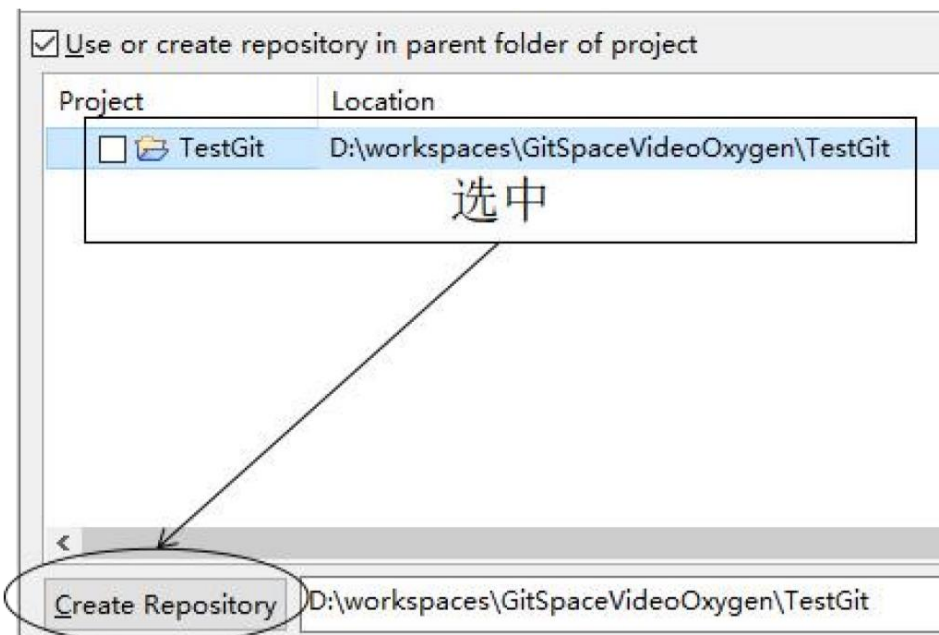 Use or create repository in parent folder of project
Project Location
TestGit D:\workspaces\GitSpaceVideoOxygen\TestGit
选中
Create Repository D:\workspaces\GitSpaceVideoOxygen\TestGit